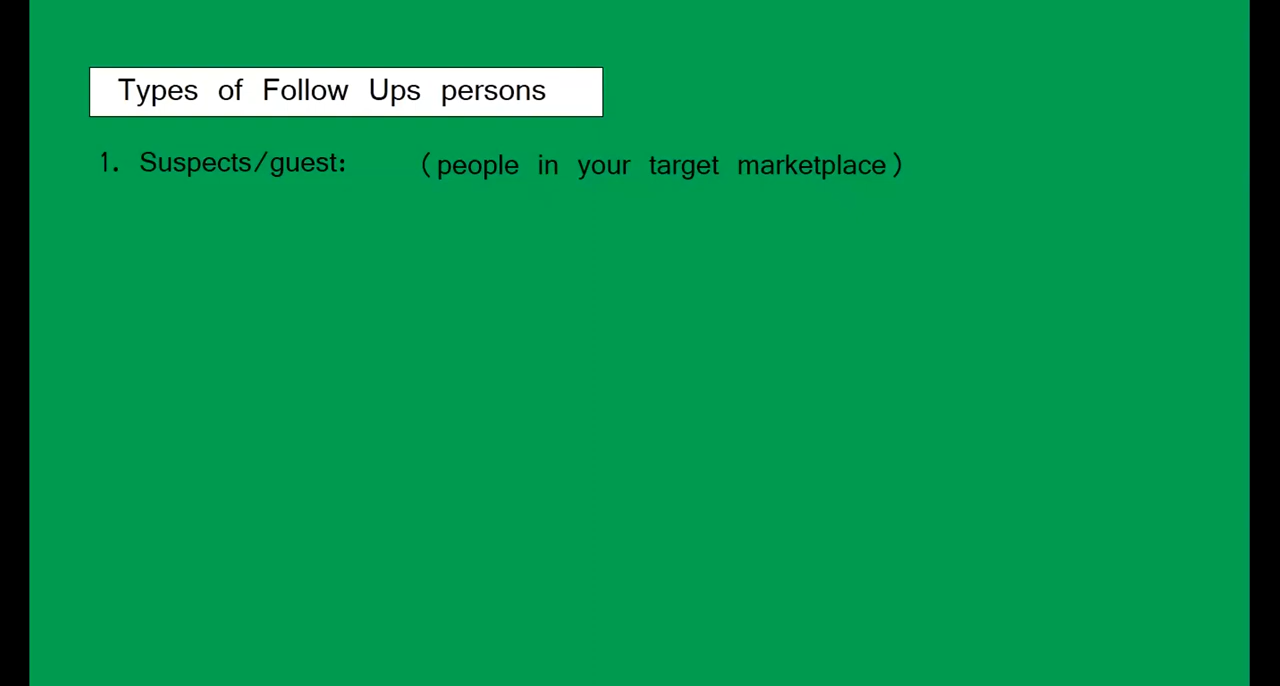 Types of Follow Ups persons
1. Suspects/guest: (people in your target marketplace)